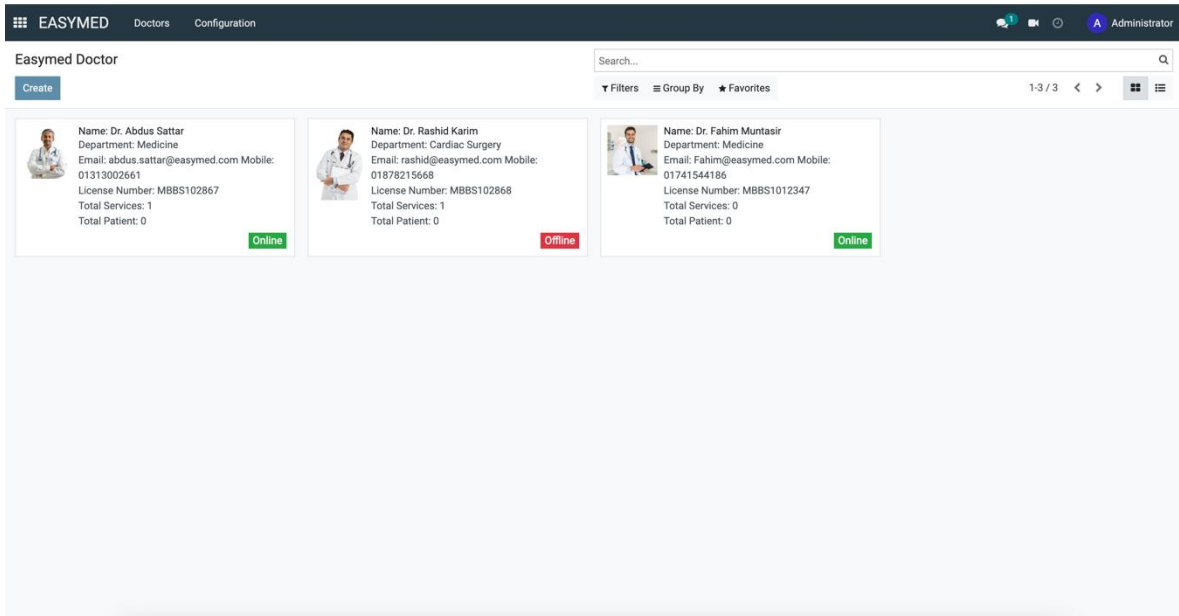 EASYMED Doctors Configuration 1 A Administrator
Easymed Doctor
Search...
Create
Filters Group By Favorites 1-3 / 3
Name: Dr. Abdus Sattar
Department: Medicine
Email: abdus.sattar@easymed.com Mobile:
01313002661
License Number: MBBS102867
Total Services: 1
Total Patient: 0
Online
Name: Dr. Rashid Karim
Department: Cardiac Surgery
Email: rashid@easymed.com Mobile:
01878215668
License Number: MBBS102868
Total Services: 1
Total Patient: 0
Offline
Name: Dr. Fahim Muntasir
Department: Medicine
Email: Fahim@easymed.com Mobile:
01741544186
License Number: MBBS1012347
Total Services: 0
Total Patient: 0
Online